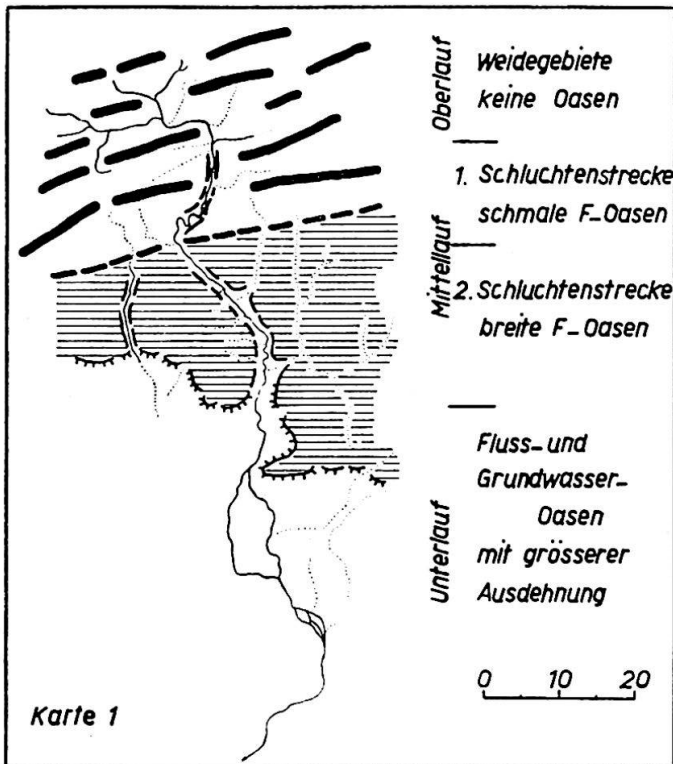 Oberlauf
Weidegebiete
keine Oasen
Mittellauf
1. Schluchtenstrecke
schmale F-Oasen
2. Schluchtenstrecke
breite F-Oasen
Unterlauf
Fluss- und
Grundwasser-
Oasen
mit grösserer
Ausdehnung
0 10 20
Karte 1